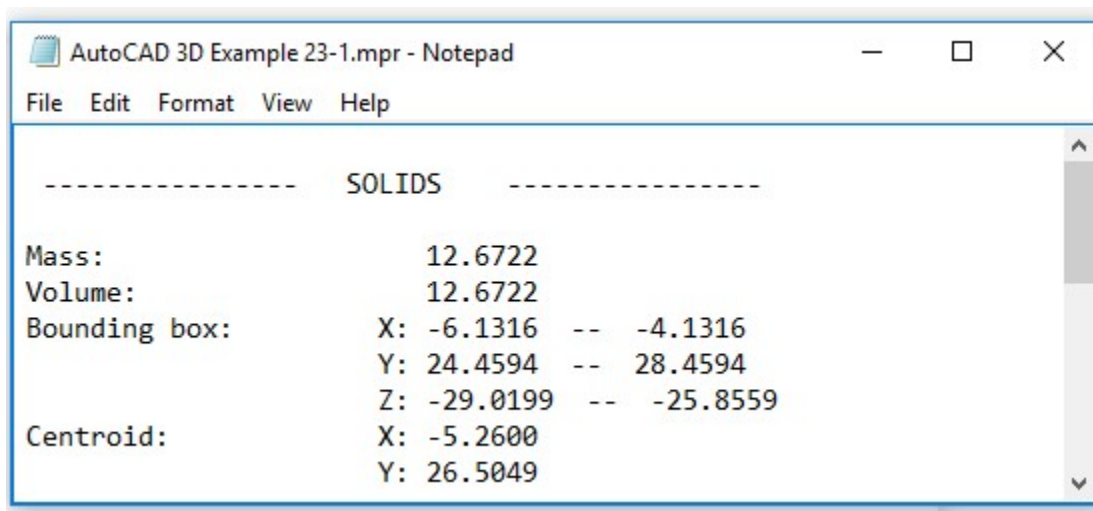 AutoCAD 3D Example 23-1.mpr - Notepad
File Edit Format View Help
---------------- SOLIDS ----------------
Mass: 12.6722
Volume: 12.6722
Bounding box: X: -6.1316 -- -4.1316
Y: 24.4594 -- 28.4594
Z: -29.0199 -- -25.8559
Centroid: X: -5.2600
Y: 26.5049